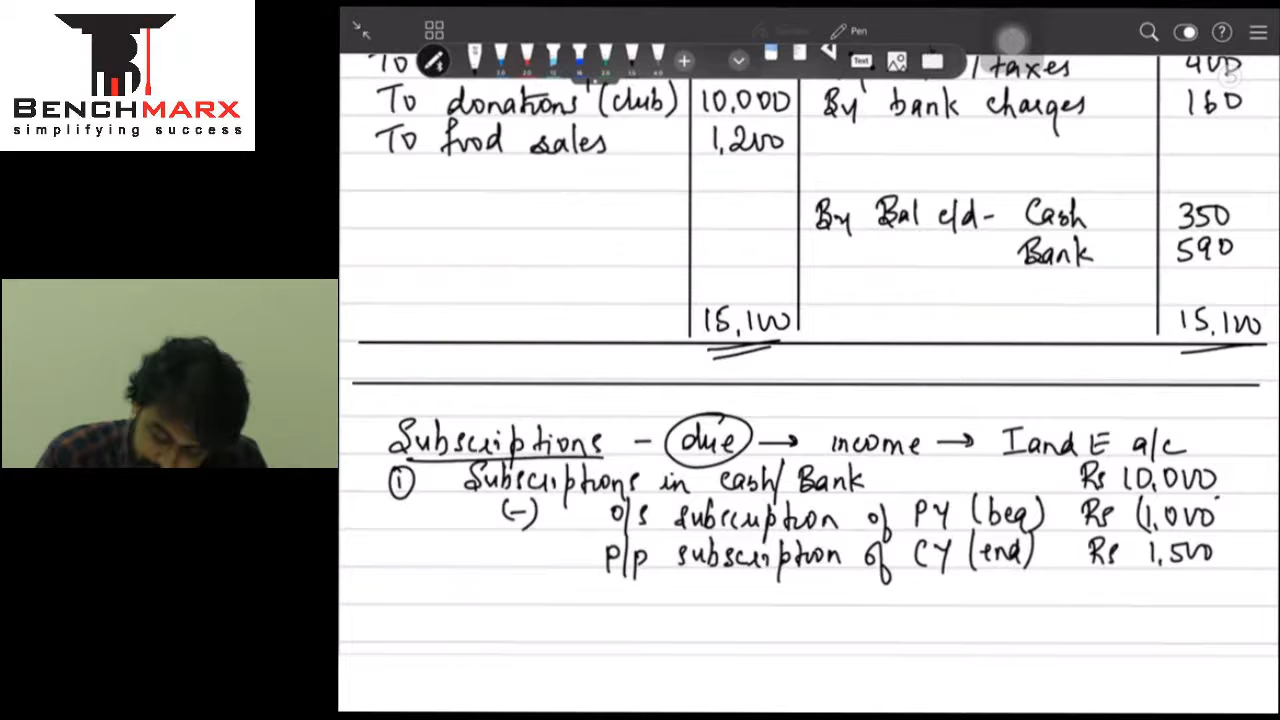 BENCHMARX
simplifying success
Pen
Text
To / taxes 400
To donations (club) 10,000 By bank charges 160
To food sales 1,200
By Bal c/d - Cash 350
Bank 590
15,100 15,100
Subscriptions - due → income → I and E a/c
① Subscriptions in cash/Bank Rs 10,000
(-) o/s subscription of PY (beg) Rs (1,000
p/p subscription of CY (end) Rs 1,500